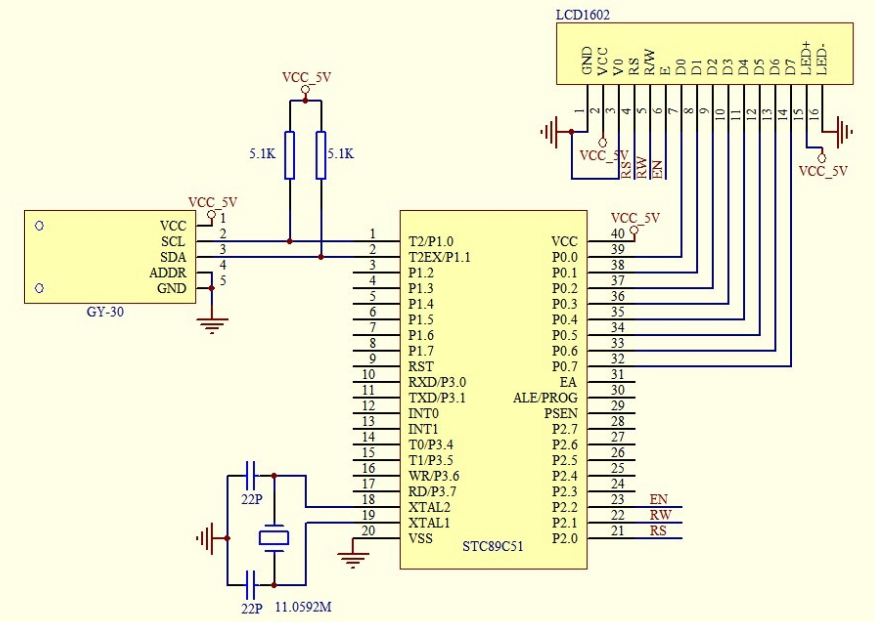 LCD1602
GND VCC V0 RS R/W E D0 D1 D2 D3 D4 D5 D6 D7 LED+ LED-
1 2 3 4 5 6 7 8 9 10 11 12 13 14 15 16
VCC_5V
RS
RW
EN
VCC_5V
VCC_5V
5.1K
5.1K
VCC_5V
VCC 1
SCL 2
SDA 3
ADDR 4
GND 5
GY-30
VCC_5V
1 T2/P1.0 VCC 40
2 T2EX/P1.1 P0.0 39
3 P1.2 P0.1 38
4 P1.3 P0.2 37
5 P1.4 P0.3 36
6 P1.5 P0.4 35
7 P1.6 P0.5 34
8 P1.7 P0.6 33
9 RST P0.7 32
10 RXD/P3.0 EA 31
11 TXD/P3.1 ALE/PROG 30
12 INT0 PSEN 29
13 INT1 P2.7 28
14 T0/P3.4 P2.6 27
15 T1/P3.5 P2.5 26
16 WR/P3.6 P2.4 25
17 RD/P3.7 P2.3 24
18 XTAL2 P2.2 23 EN
19 XTAL1 P2.1 22 RW
20 VSS P2.0 21 RS
STC89C51
22P
22P
11.0592M